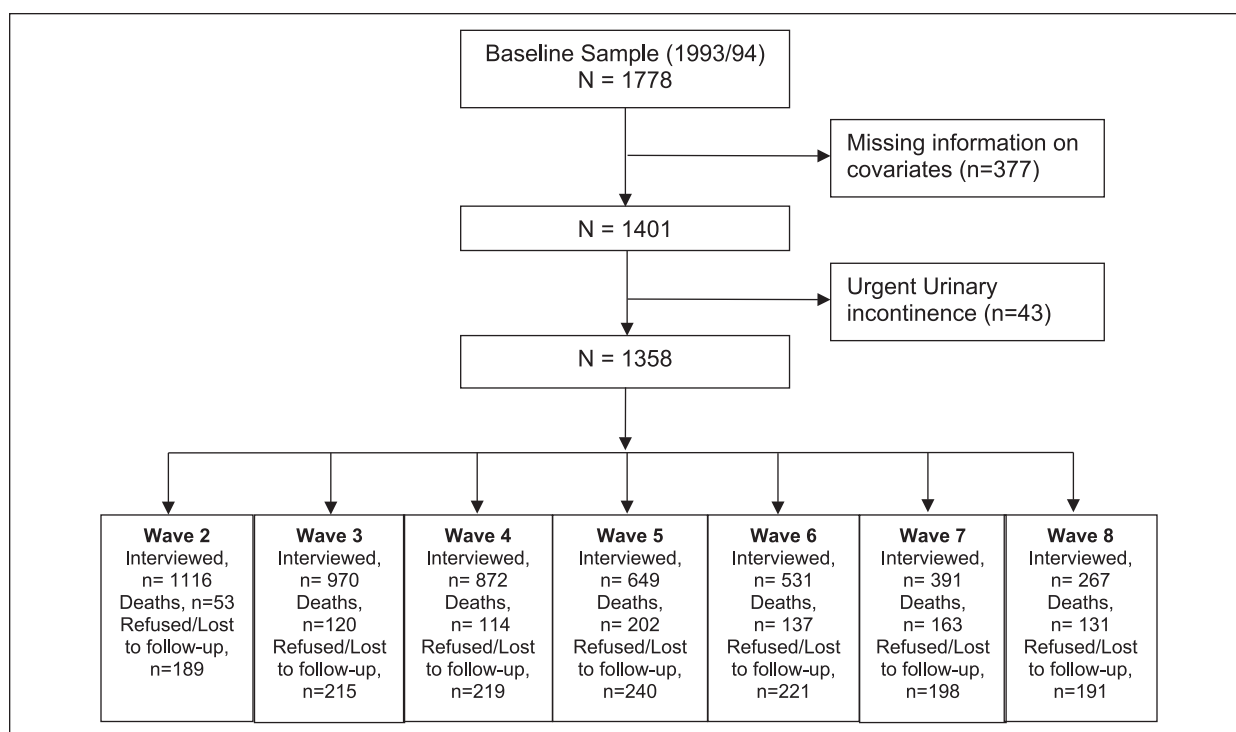 Baseline Sample (1993/94)
N = 1778
Missing information on
covariates (n=377)
N = 1401
Urgent Urinary
incontinence (n=43)
N = 1358
Wave 2
Interviewed,
n= 1116
Deaths, n=53
Refused/Lost
to follow-up,
n=189
Wave 3
Interviewed,
n= 970
Deaths,
n=120
Refused/Lost
to follow-up,
n=215
Wave 4
Interviewed,
n= 872
Deaths,
n= 114
Refused/Lost
to follow-up,
n=219
Wave 5
Interviewed,
n= 649
Deaths,
n= 202
Refused/Lost
to follow-up,
n=240
Wave 6
Interviewed,
n= 531
Deaths,
n= 137
Refused/Lost
to follow-up,
n=221
Wave 7
Interviewed,
n= 391
Deaths,
n= 163
Refused/Lost
to follow-up,
n=198
Wave 8
Interviewed,
n= 267
Deaths,
n= 131
Refused/Lost
to follow-up,
n=191